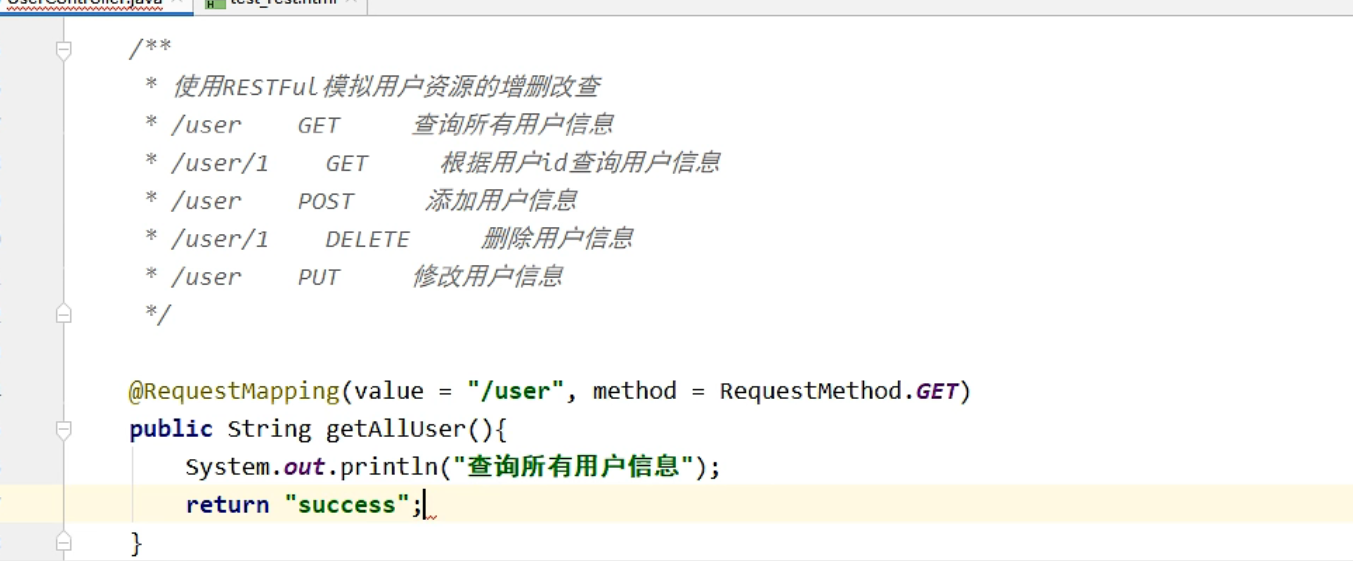 UserController.java test_rest.html
/**
* 使用RESTFul模拟用户资源的增删改查
* /user    GET     查询所有用户信息
* /user/1    GET     根据用户id查询用户信息
* /user    POST     添加用户信息
* /user/1    DELETE     删除用户信息
* /user    PUT     修改用户信息
*/
@RequestMapping(value = "/user", method = RequestMethod.GET)
public String getAllUser(){
System.out.println("查询所有用户信息");
return "success";
}